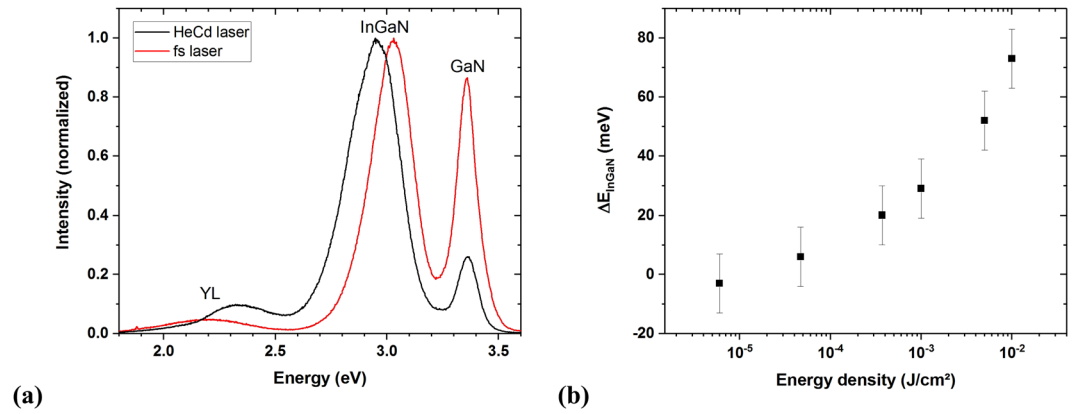 HeCd laser
fs laser
InGaN
GaN
YL
1.0
0.8
0.6
0.4
0.2
0.0
Intensity (normalized)
2.0
2.5
3.0
3.5
Energy (eV)
(a)
80
60
40
20
0
-20
ΔE_InGaN (meV)
10⁻⁵
10⁻⁴
10⁻³
10⁻²
Energy density (J/cm²)
(b)